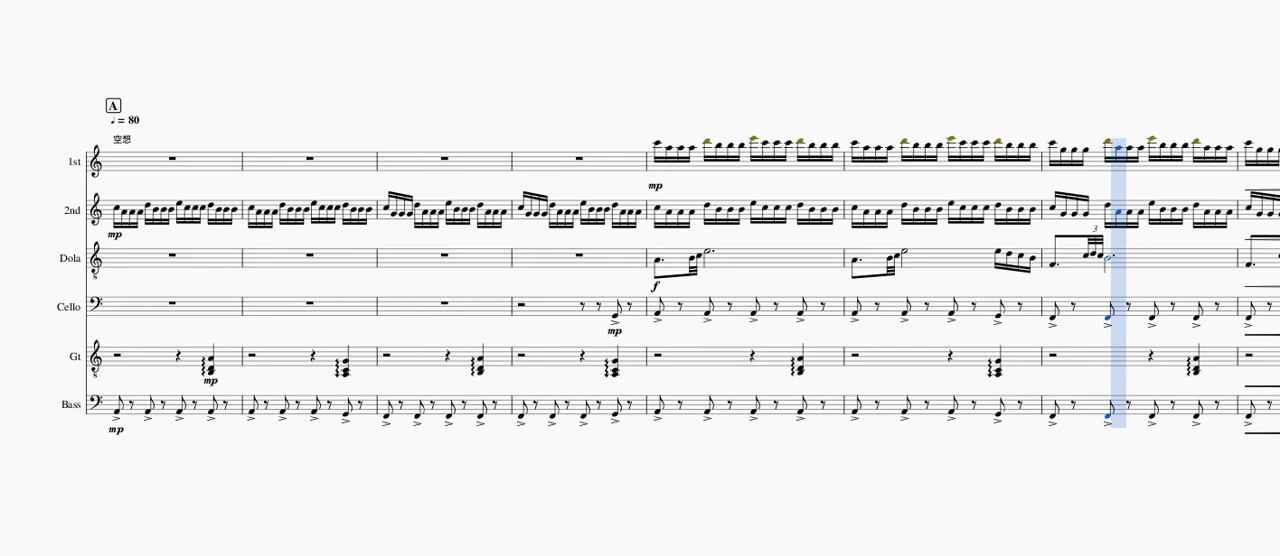 A
♩ = 80
空想
1st
mp
2nd
mp
3
Dola
f
Cello
mp
Gt
mp
Bass
mp